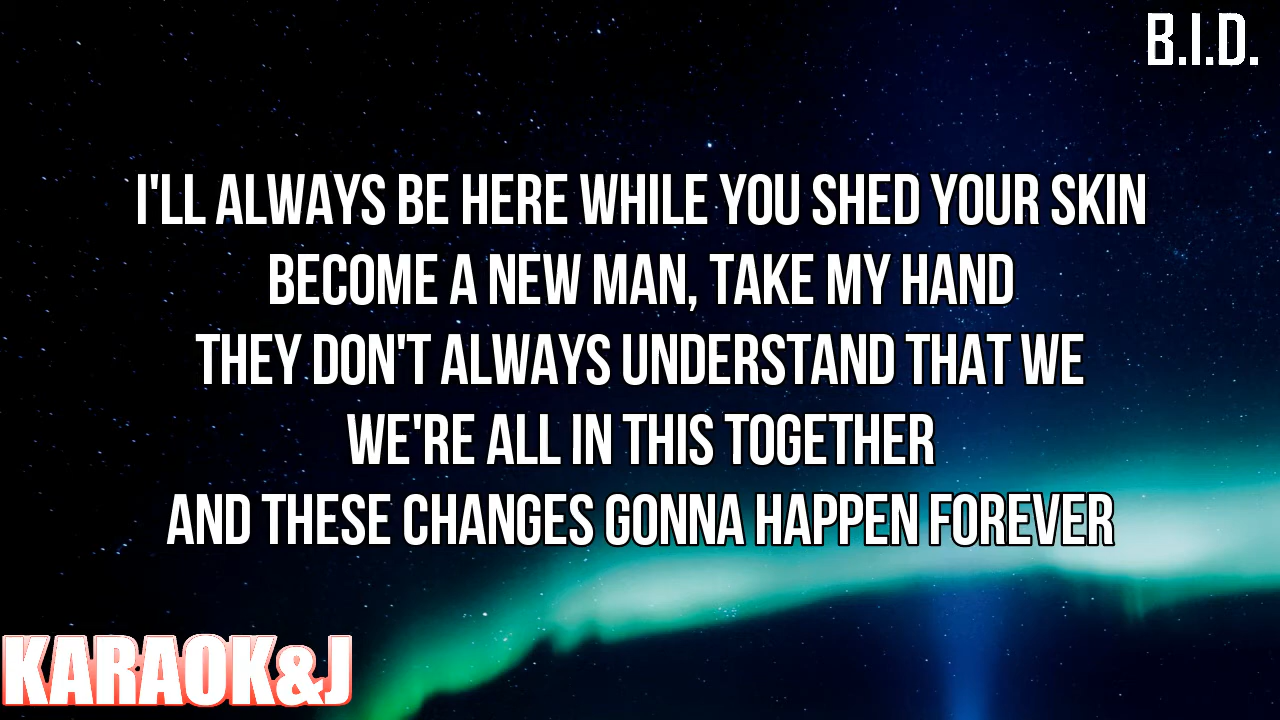 B.I.D.
I'LL ALWAYS BE HERE WHILE YOU SHED YOUR SKIN
BECOME A NEW MAN, TAKE MY HAND
THEY DON'T ALWAYS UNDERSTAND THAT WE
WE'RE ALL IN THIS TOGETHER
AND THESE CHANGES GONNA HAPPEN FOREVER
KARAOK&J